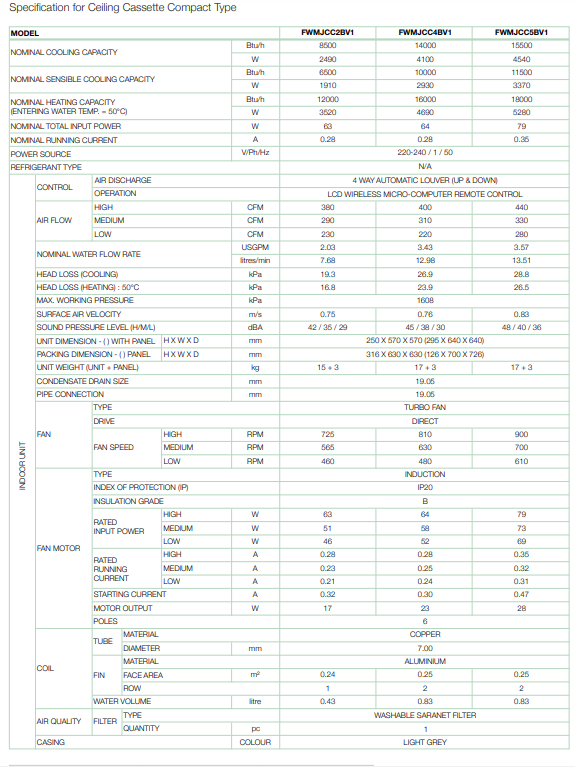 Specification for Ceiling Cassette Compact Type
MODEL FWMJCC2BV1 FWMJCC4BV1 FWMJCC5BV1
NOMINAL COOLING CAPACITY Btu/h 8500 14000 15500
W 2490 4100 4540
NOMINAL SENSIBLE COOLING CAPACITY Btu/h 6500 10000 11500
W 1910 2930 3370
NOMINAL HEATING CAPACITY Btu/h 12000 16000 18000
(ENTERING WATER TEMP. = 50°C) W 3520 4690 5280
NOMINAL TOTAL INPUT POWER W 63 64 79
NOMINAL RUNNING CURRENT A 0.28 0.28 0.35
POWER SOURCE V/Ph/Hz 220-240 / 1 / 50
REFRIGERANT TYPE N/A
INDOOR UNIT
CONTROL AIR DISCHARGE 4 WAY AUTOMATIC LOUVER (UP & DOWN)
OPERATION LCD WIRELESS MICRO-COMPUTER REMOTE CONTROL
AIR FLOW HIGH CFM 380 400 440
MEDIUM CFM 290 310 330
LOW CFM 230 220 280
NOMINAL WATER FLOW RATE USGPM 2.03 3.43 3.57
litres/min 7.68 12.98 13.51
HEAD LOSS (COOLING) kPa 19.3 26.9 28.8
HEAD LOSS (HEATING) : 50°C kPa 16.8 23.9 26.5
MAX. WORKING PRESSURE kPa 1608
SURFACE AIR VELOCITY m/s 0.75 0.76 0.83
SOUND PRESSURE LEVEL (H/M/L) dBA 42 / 35 / 29 45 / 38 / 30 48 / 40 / 36
UNIT DIMENSION - ( ) WITH PANEL H X W X D mm 250 X 570 X 570 (295 X 640 X 640)
PACKING DIMENSION - ( ) PANEL H X W X D mm 316 X 630 X 630 (126 X 700 X 726)
UNIT WEIGHT (UNIT + PANEL) kg 15 + 3 17 + 3 17 + 3
CONDENSATE DRAIN SIZE mm 19.05
PIPE CONNECTION mm 19.05
FAN TYPE TURBO FAN
DRIVE DIRECT
FAN SPEED HIGH RPM 725 810 900
MEDIUM RPM 565 630 700
LOW RPM 460 480 610
FAN MOTOR TYPE INDUCTION
INDEX OF PROTECTION (IP) IP20
INSULATION GRADE B
RATED INPUT POWER HIGH W 63 64 79
MEDIUM W 51 58 73
LOW W 46 52 69
RATED RUNNING CURRENT HIGH A 0.28 0.28 0.35
MEDIUM A 0.23 0.25 0.32
LOW A 0.21 0.24 0.31
STARTING CURRENT A 0.32 0.30 0.47
MOTOR OUTPUT W 17 23 28
POLES 6
COIL TUBE MATERIAL COPPER
DIAMETER mm 7.00
FIN MATERIAL ALUMINIUM
FACE AREA m² 0.24 0.25 0.25
ROW 1 2 2
WATER VOLUME litre 0.43 0.83 0.83
AIR QUALITY FILTER TYPE WASHABLE SARANET FILTER
QUANTITY pc 1
CASING COLOUR LIGHT GREY